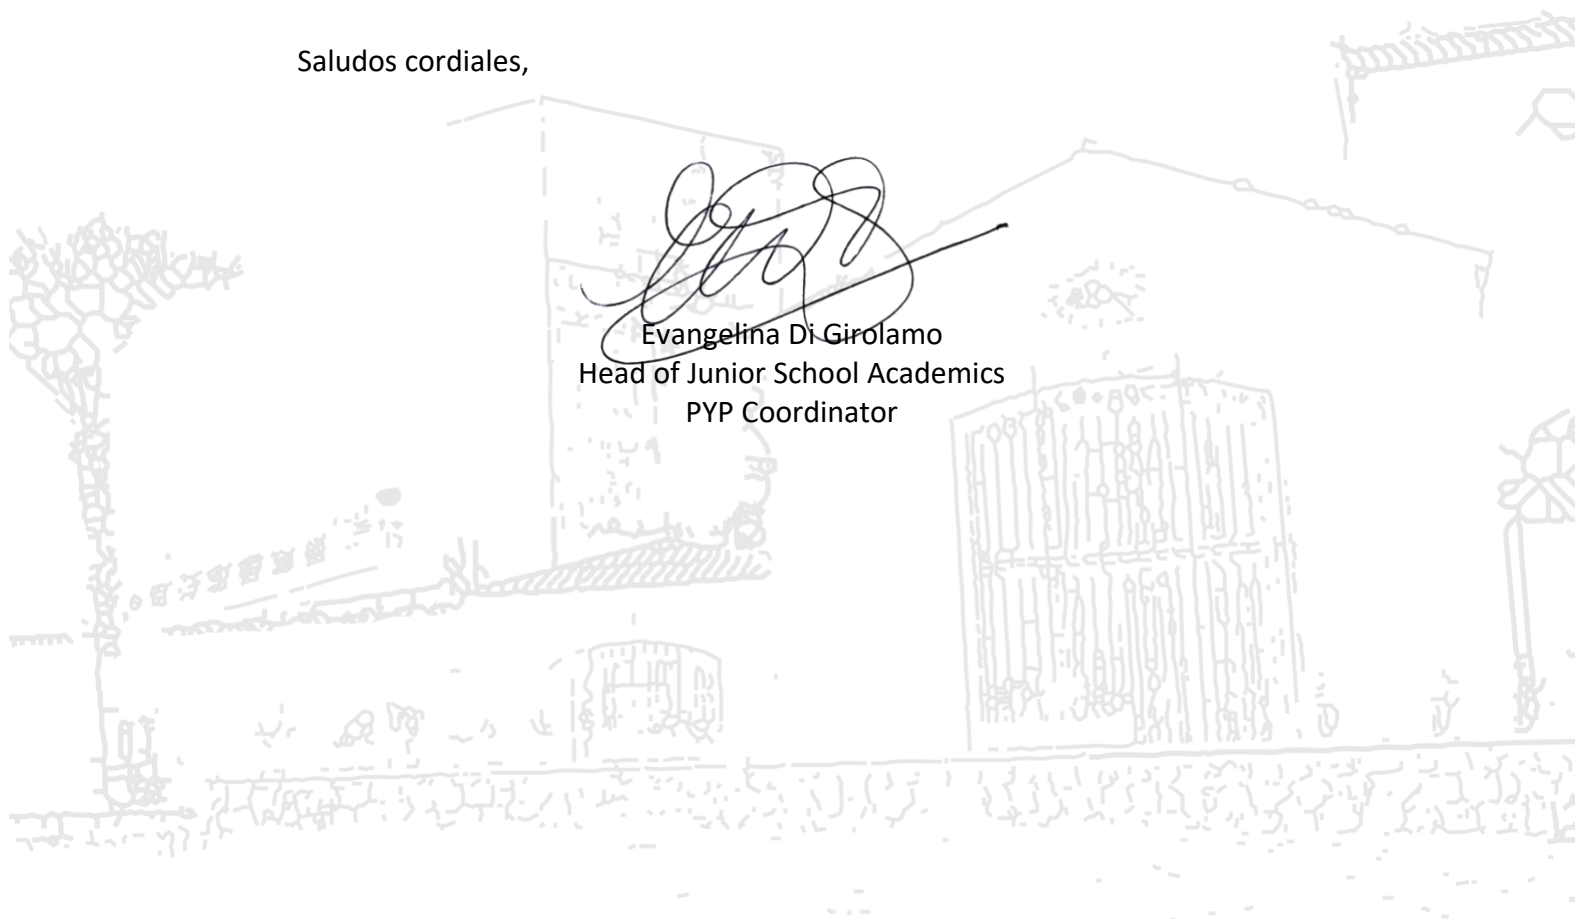 Saludos cordiales,
Evangelina Di Girolamo
Head of Junior School Academics
PYP Coordinator